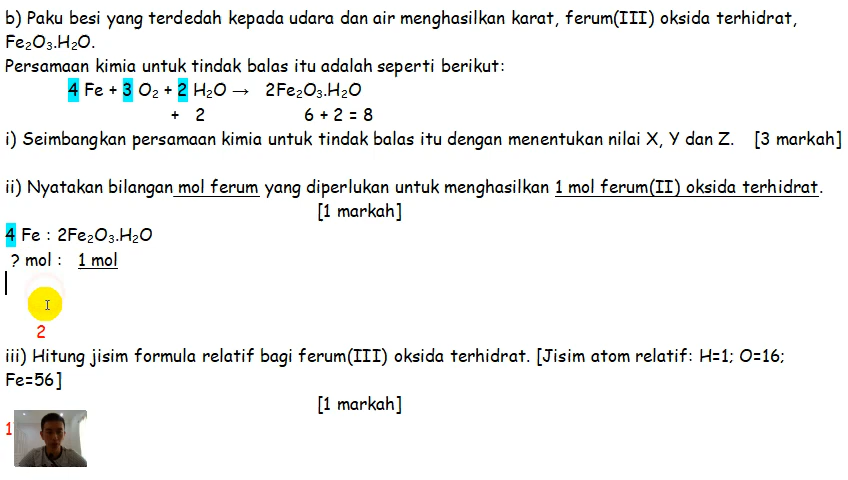 b) Paku besi yang terdedah kepada udara dan air menghasilkan karat, ferum(III) oksida terhidrat,
Fe₂O₃.H₂O.
Persamaan kimia untuk tindak balas itu adalah seperti berikut:
4 Fe + 3 O₂ + 2 H₂O → 2Fe₂O₃.H₂O
+ 2 6 + 2 = 8
i) Seimbangkan persamaan kimia untuk tindak balas itu dengan menentukan nilai X, Y dan Z. [3 markah]
ii) Nyatakan bilangan mol ferum yang diperlukan untuk menghasilkan 1 mol ferum(II) oksida terhidrat.
[1 markah]
4 Fe : 2Fe₂O₃.H₂O
? mol : 1 mol
2
iii) Hitung jisim formula relatif bagi ferum(III) oksida terhidrat. [Jisim atom relatif: H=1; O=16;
Fe=56]
[1 markah]
1